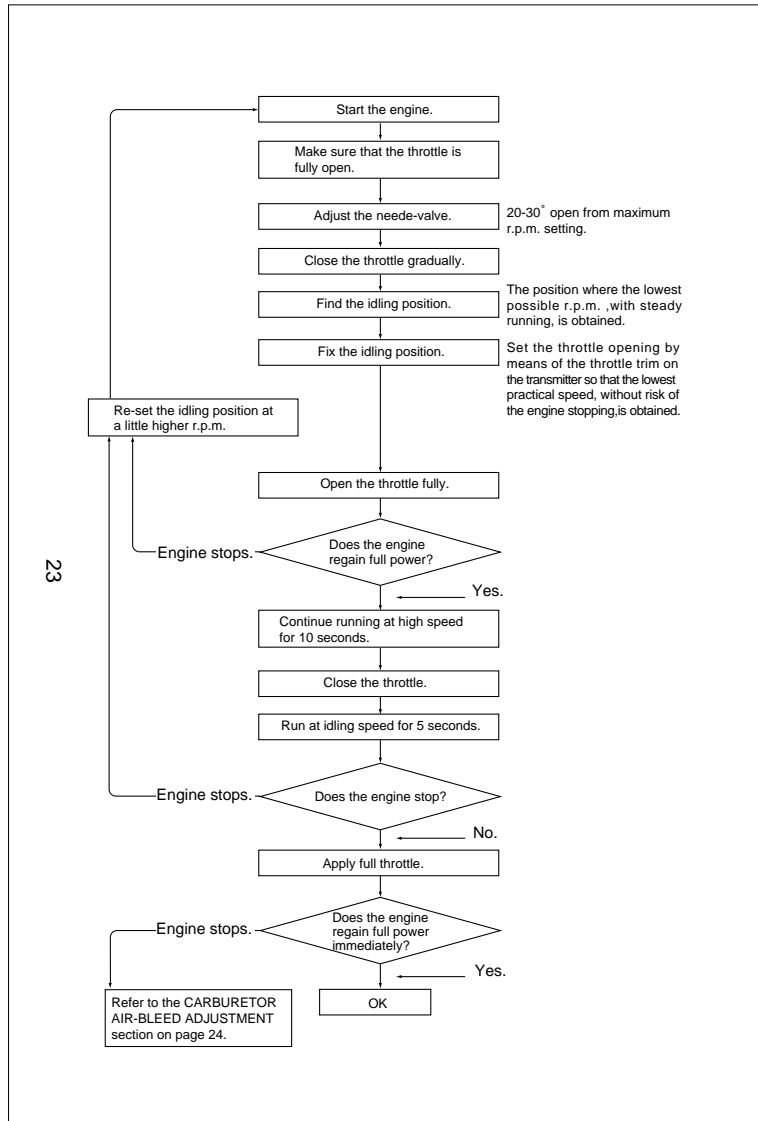 Start the engine.
Make sure that the throttle is
fully open.
Adjust the neede-valve.
20-30° open from maximum
r.p.m. setting.
Close the throttle gradually.
Find the idling position.
The position where the lowest
possible r.p.m. ,with steady
running, is obtained.
Fix the idling position.
Set the throttle opening by
means of the throttle trim on
the transmitter so that the lowest
practical speed, without risk of
the engine stopping,is obtained.
Re-set the idling position at
a little higher r.p.m.
Open the throttle fully.
Does the engine
regain full power?
Engine stops.
Yes.
Continue running at high speed
for 10 seconds.
Close the throttle.
Run at idling speed for 5 seconds.
Does the engine stop?
Engine stops.
No.
Apply full throttle.
Does the engine
regain full power
immediately?
Engine stops.
Yes.
Refer to the CARBURETOR
AIR-BLEED ADJUSTMENT
section on page 24.
OK
23